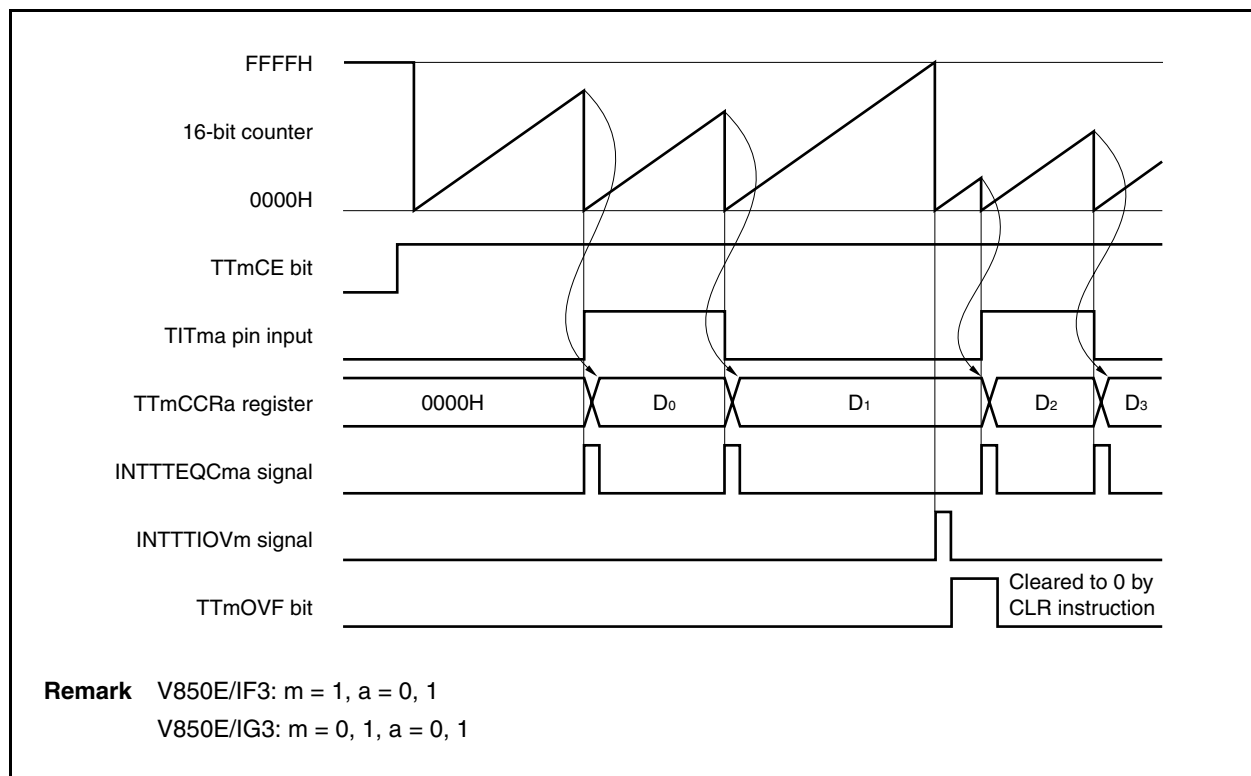 FFFFH
16-bit counter
0000H
TTmCE bit
TITma pin input
TTmCCRa register
0000H
D0
D1
D2
D3
INTTTEQCma signal
INTTTIOVm signal
TTmOVF bit
Cleared to 0 by
CLR instruction
Remark V850E/IF3: m = 1, a = 0, 1
V850E/IG3: m = 0, 1, a = 0, 1